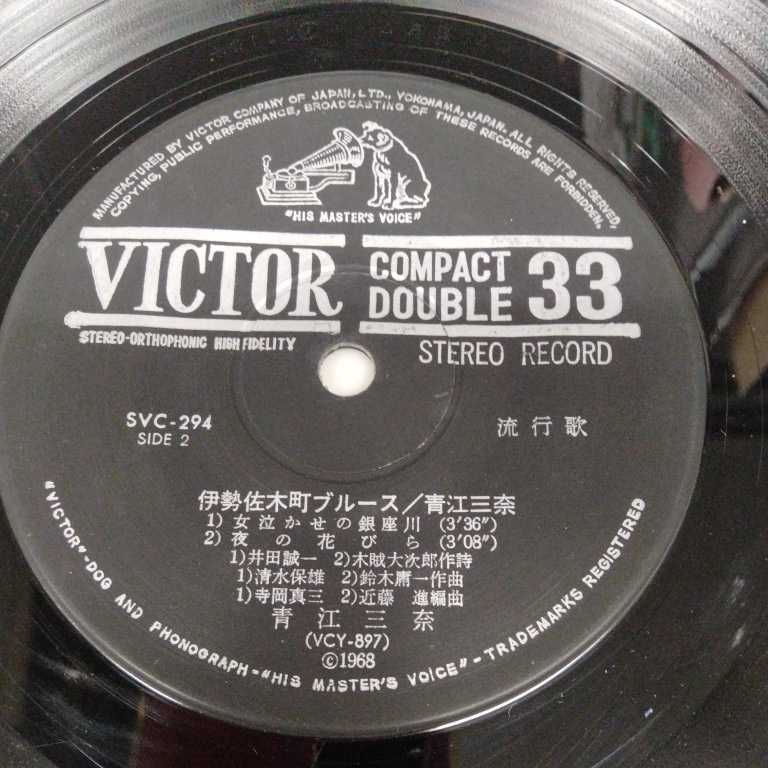 MANUFACTURED BY VICTOR COMPANY OF JAPAN, LTD., YOKOHAMA, JAPAN. ALL RIGHTS RESERVED,
COPYING, PUBLIC PERFORMANCE, BROADCASTING OF THESE RECORDS ARE FORBIDDEN.
"HIS MASTER'S VOICE"
VICTOR
COMPACT
DOUBLE 33
STEREO-ORTHOPHONIC HIGH FIDELITY
STEREO RECORD
SVC-294
SIDE 2
流行歌
伊勢佐木町ブルース/青江三奈
1) 女泣かせの銀座川 (3'36")
2) 夜の花びら (3'08")
1)井田誠一 2)木賊大次郎作詩
1)清水保雄 2)鈴木庸一作曲
1)寺岡真三 2)近藤 進編曲
青江三奈
(VCY-897)
©1968
"VICTOR"-DOG AND PHONOGRAPH-"HIS MASTER'S VOICE"-TRADEMARKS REGISTERED